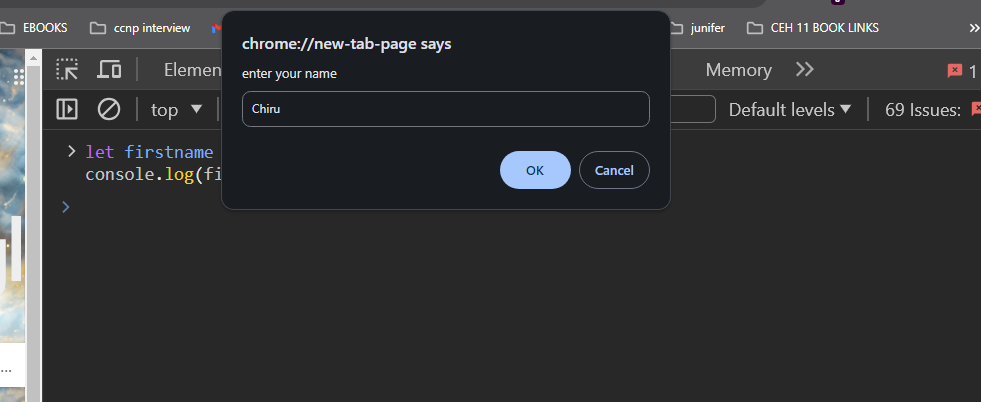 EBOOKS ccnp interview junifer CEH 11 BOOK LINKS »
chrome://new-tab-page says
enter your name
Chiru
OK Cancel
Elemen Memory 1
top Default levels 69 Issues:
let firstname
console.log(fi
...